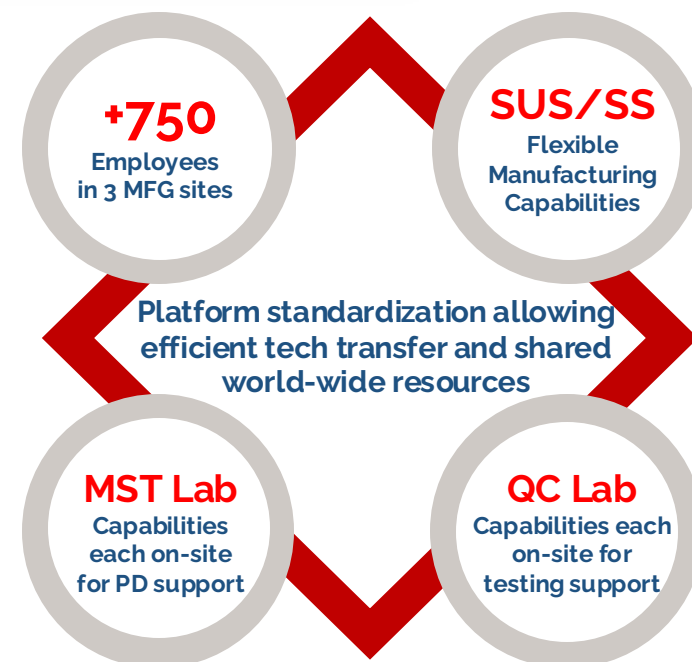 +750
Employees
in 3 MFG sites
SUS/SS
Flexible
Manufacturing
Capabilities
Platform standardization allowing
efficient tech transfer and shared
world-wide resources
MST Lab
Capabilities
each on-site
for PD support
QC Lab
Capabilities each
on-site for
testing support